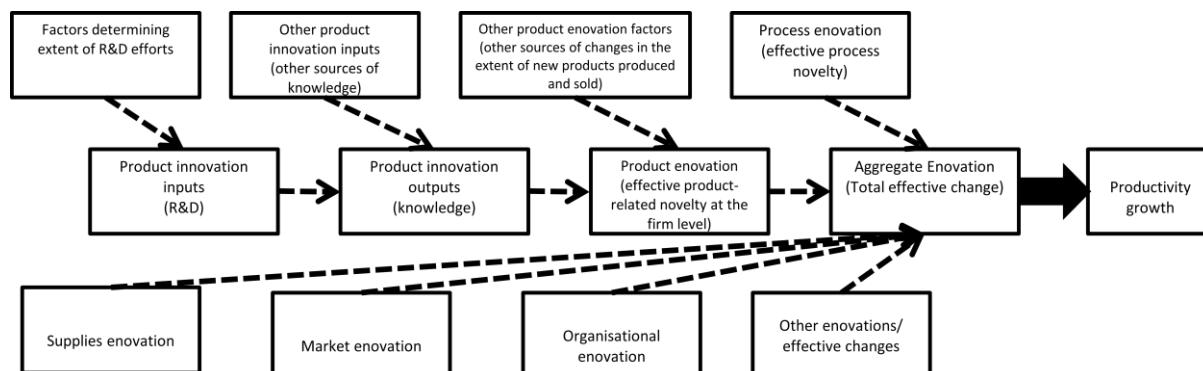 Factors determining
extent of R&D efforts
Other product
innovation inputs
(other sources of
knowledge)
Other product enovation factors
(other sources of changes in the
extent of new products produced
and sold)
Process enovation
(effective process
novelty)
Product innovation
inputs
(R&D)
Product innovation
outputs
(knowledge)
Product enovation
(effective product-
related novelty at the
firm level)
Aggregate Enovation
(Total effective change)
Productivity
growth
Supplies enovation
Market enovation
Organisational
enovation
Other enovations/
effective changes